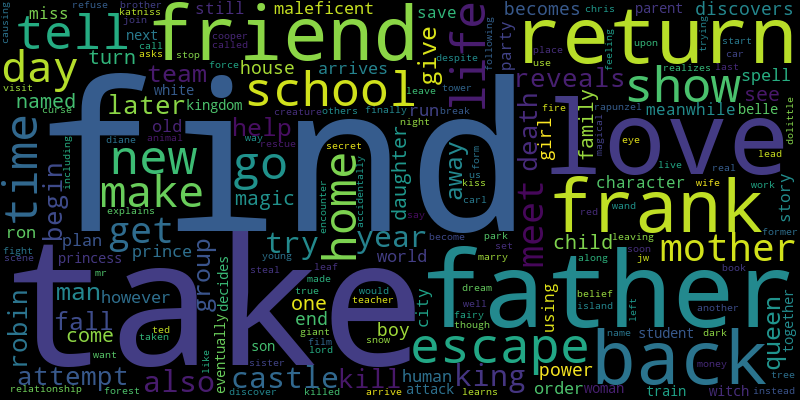 causing
refuse
brother
katniss
miss
join
tell
friend
maleficent
still
save
becomes
chris
parent
discovers
return
next
call
asks
stop
cooper
called
force
turn
team
house
arrives
give
life
despite
following
party
place
use
feeling
upon
trying
start
car
realizes
last
day
visit
curse
named
later
white
kingdom
school
creature
others
leave
tower
finally
run
break
reveals
show
spell
meanwhile
see
belle
dolittle
time
including
diane
animal
old
help
way
rescue
night
find
love
death
girl
fire
family
magical
rapunzel
eye
lead
live
real
new
go
secret
home
daughter
away
form
us
kiss
carl
meet
character
wife
work
story
make
magic
encounter
accidentally
frank
red
wand
former
begin
ron
explains
get
try
year
say
become
park
set
marry
child
leaving
soon
along
mother
fight
scene
plan
princess
prince
group
world
father
jw
book
mr
man
however
steal
young
leaf
made
true
teacher
would
dream
well
fairy
though
city
using
belief
island
left
another
student
queen
together
robin
fall
come
ted
taken
want
take
decides
eventually
like
one
end
son
giant
film
lord
boy
snow
escape
back
name
dark
money
tree
attempt
also
castle
sister
kill
human
king
power
order
woman
train
witch
relationship
forest
discover
killed
arrive
attack
learns
instead